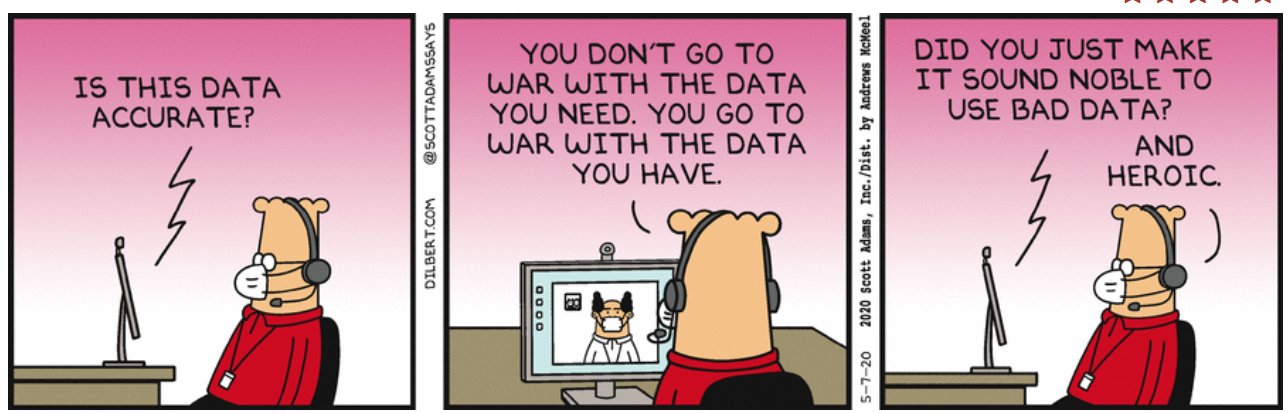 IS THIS DATA
ACCURATE?
DILBERT.COM @SCOTTADAMSSAYS
YOU DON'T GO TO
WAR WITH THE DATA
YOU NEED. YOU GO TO
WAR WITH THE DATA
YOU HAVE.
5-7-20 2020 Scott Adams, Inc./Dist. by Andrews McMeel
DID YOU JUST MAKE
IT SOUND NOBLE TO
USE BAD DATA?
AND
HEROIC.